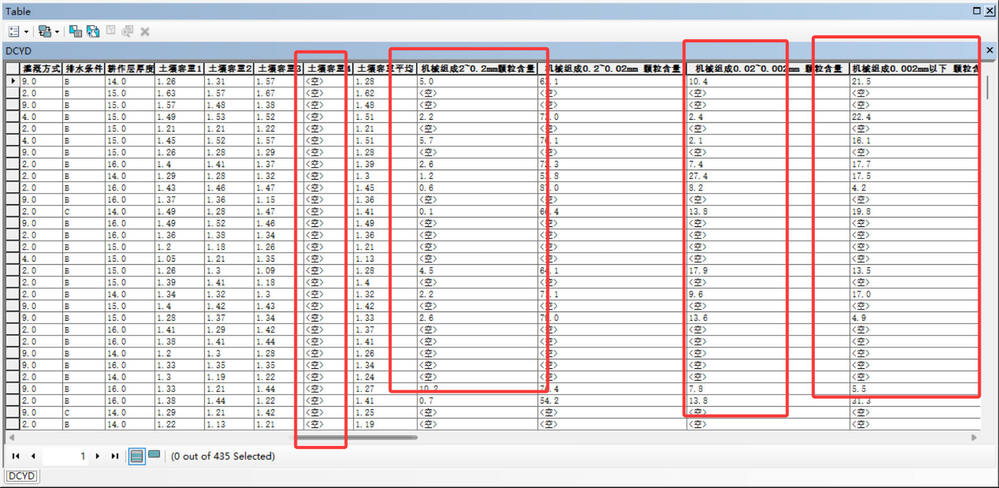 Table
DCYD
灌溉方式 排水条件 耕作层厚度 土壤容重1 土壤容重2 土壤容重3 土壤容重4 土壤容重平均 机械组成2~0.2mm颗粒含量 机械组成0.2~0.02mm 颗粒含量 机械组成0.02~0.002mm 颗粒含量 机械组成0.002mm以下 颗粒含
9.0 B 14.0 1.26 1.31 1.57 <空> 1.28 5.0 63.1 10.4 21.5
2.0 B 15.0 1.63 1.57 1.67 <空> 1.62 <空> <空> <空> <空>
9.0 B 15.0 1.57 1.48 1.38 <空> 1.48 <空> <空> <空> <空>
4.0 B 15.0 1.49 1.53 1.52 <空> 1.51 2.2 73.0 2.4 22.4
2.0 B 15.0 1.21 1.21 1.22 <空> 1.21 <空> <空> <空> <空>
4.0 B 15.0 1.45 1.52 1.57 <空> 1.51 5.7 76.1 2.1 16.1
9.0 B 15.0 1.26 1.28 1.29 <空> 1.28 <空> <空> <空> <空>
2.0 B 16.0 1.4 1.41 1.37 <空> 1.39 2.6 72.3 7.4 17.7
2.0 B 14.0 1.29 1.28 1.32 <空> 1.3 1.2 53.8 27.4 17.5
2.0 B 16.0 1.43 1.46 1.47 <空> 1.45 0.6 87.0 8.2 4.2
9.0 B 16.0 1.37 1.36 1.15 <空> 1.36 <空> <空> <空> <空>
2.0 C 14.0 1.49 1.28 1.47 <空> 1.41 0.1 66.4 13.8 19.8
9.0 B 16.0 1.49 1.52 1.46 <空> 1.49 <空> <空> <空> <空>
2.0 B 16.0 1.36 1.38 1.34 <空> 1.36 <空> <空> <空> <空>
2.0 B 15.0 1.2 1.18 1.26 <空> 1.21 <空> <空> <空> <空>
4.0 B 15.0 1.05 1.21 1.35 <空> 1.13 <空> <空> <空> <空>
2.0 B 15.0 1.26 1.3 1.09 <空> 1.28 4.5 64.1 17.9 13.5
2.0 B 15.0 1.39 1.41 1.18 <空> 1.4 <空> <空> <空> <空>
2.0 B 14.0 1.34 1.32 1.3 <空> 1.32 2.2 71.1 9.6 17.0
9.0 B 15.0 1.4 1.42 1.43 <空> 1.42 <空> <空> <空> <空>
9.0 B 15.0 1.28 1.37 1.34 <空> 1.33 2.6 79.0 13.6 4.9
2.0 B 16.0 1.41 1.29 1.42 <空> 1.37 <空> <空> <空> <空>
2.0 B 16.0 1.38 1.41 1.44 <空> 1.41 <空> <空> <空> <空>
9.0 B 14.0 1.2 1.3 1.28 <空> 1.26 <空> <空> <空> <空>
9.0 B 16.0 1.33 1.35 1.35 <空> 1.34 <空> <空> <空> <空>
2.0 B 14.0 1.3 1.19 1.22 <空> 1.24 <空> <空> <空> <空>
9.0 B 16.0 1.33 1.21 1.44 <空> 1.27 10.2 76.4 7.8 5.5
2.0 B 16.0 1.38 1.44 1.22 <空> 1.41 0.7 54.2 13.8 31.3
9.0 C 14.0 1.29 1.21 1.42 <空> 1.25 <空> <空> <空> <空>
2.0 B 14.0 1.22 1.13 1.21 <空> 1.19 <空> <空> <空> <空>
1 (0 out of 435 Selected)
DCYD